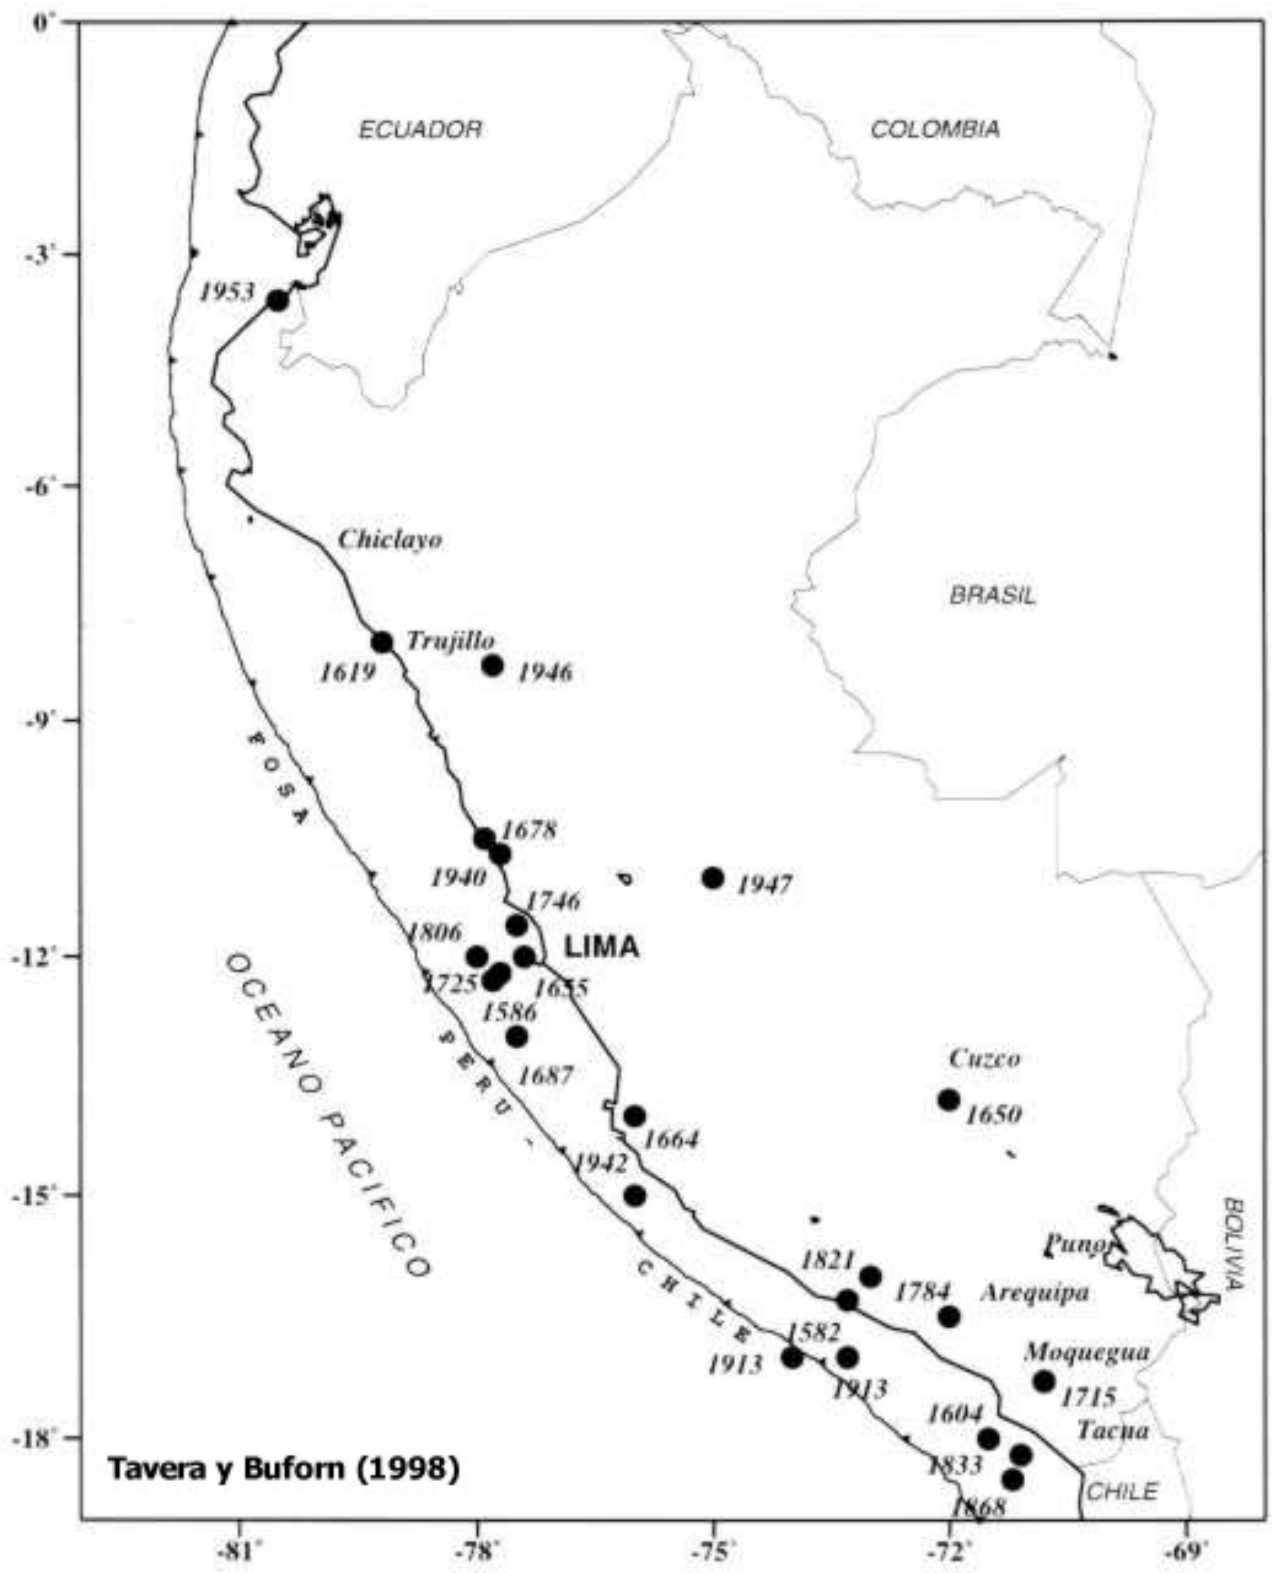 0°
ECUADOR
COLOMBIA
-3°
1953
-6°
Chiclayo
BRASIL
Trujillo
1619
1946
-9°
FOSA
1678
1940
1947
1746
1806
LIMA
-12°
1725
1655
1586
OCEANO PACIFICO
PERU -
1687
Cuzco
1650
1664
1942
-15°
BOLIVIA
Puno
1821
CHILE
1784
Arequipa
1582
Moquegua
1913
1913
1715
1604
Tacua
-18°
1833
Tavera y Buforn (1998)
1868
CHILE
-81°
-78°
-75°
-72°
-69°